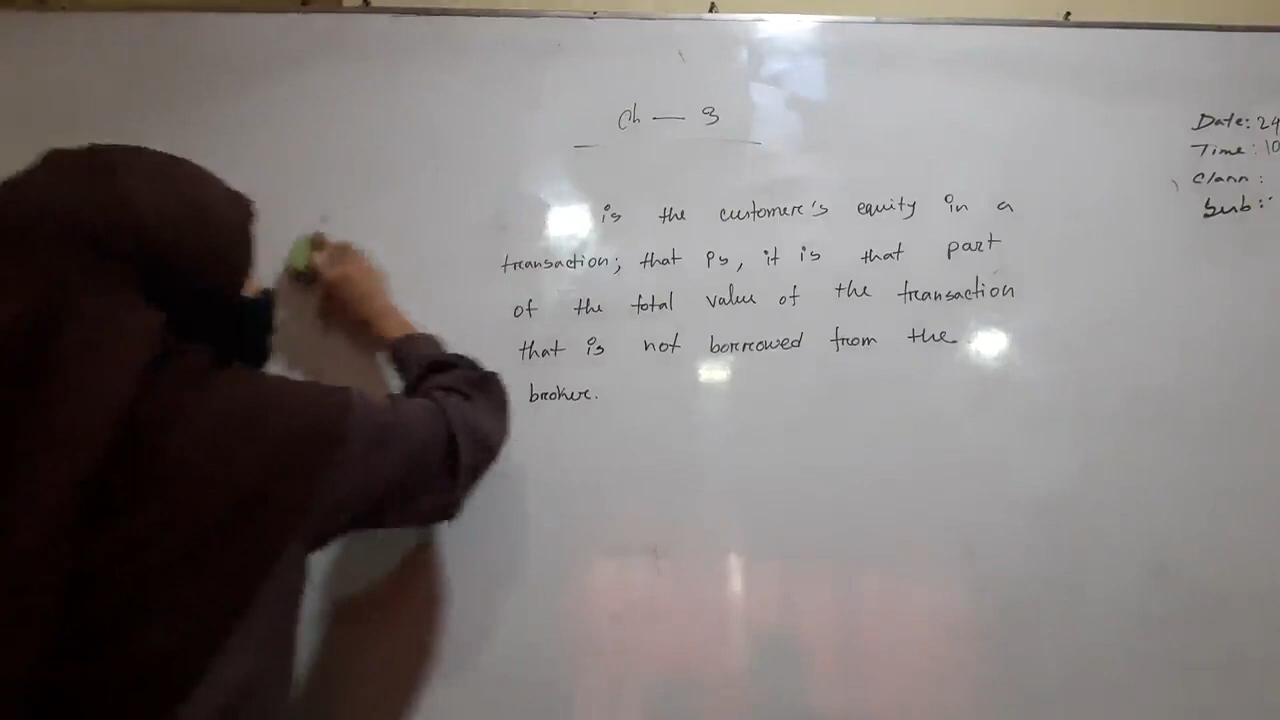 Ch — 3
Date: 24
Time: 10
Class:
Sub:
is the customer's equity in a
transaction; that is, it is that part
of the total value of the transaction
that is not borrowed from the
broker.